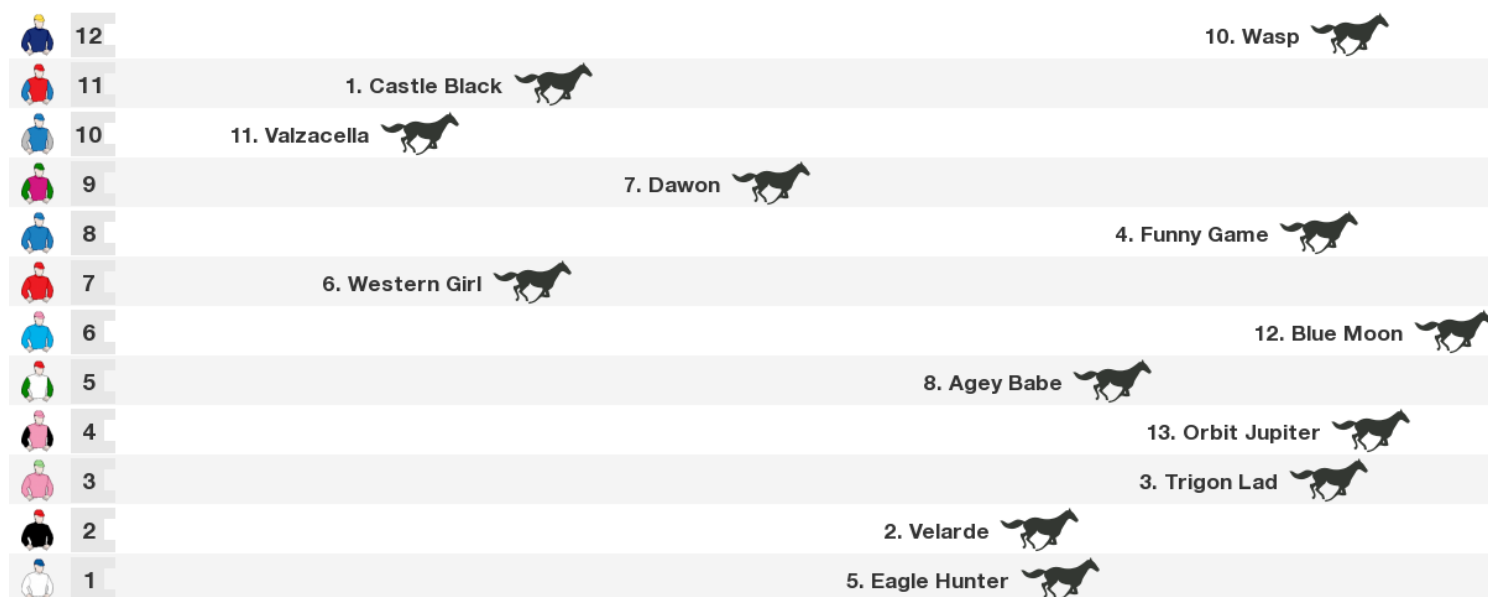 12 10. Wasp
11 1. Castle Black
10 11. Valzacella
9 7. Dawon
8 4. Funny Game
7 6. Western Girl
6 12. Blue Moon
5 8. Agey Babe
4 13. Orbit Jupiter
3 3. Trigon Lad
2 2. Velarde
1 5. Eagle Hunter